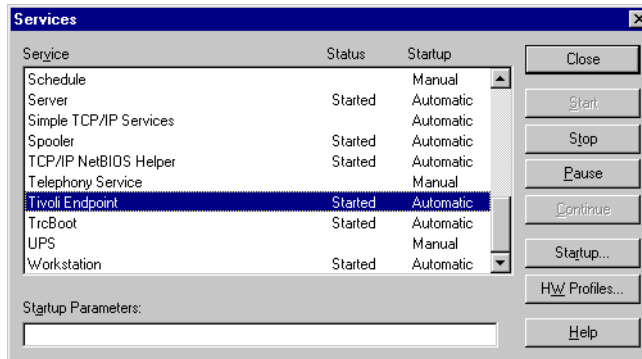 Services
Service Status Startup
Schedule Manual
Server Started Automatic
Simple TCP/IP Services Automatic
Spooler Started Automatic
TCP/IP NetBIOS Helper Started Automatic
Telephony Service Manual
Tivoli Endpoint Started Automatic
TrcBoot Started Automatic
UPS Manual
Workstation Started Automatic
Startup Parameters:
Close
Start
Stop
Pause
Continue
Startup...
HW Profiles...
Help